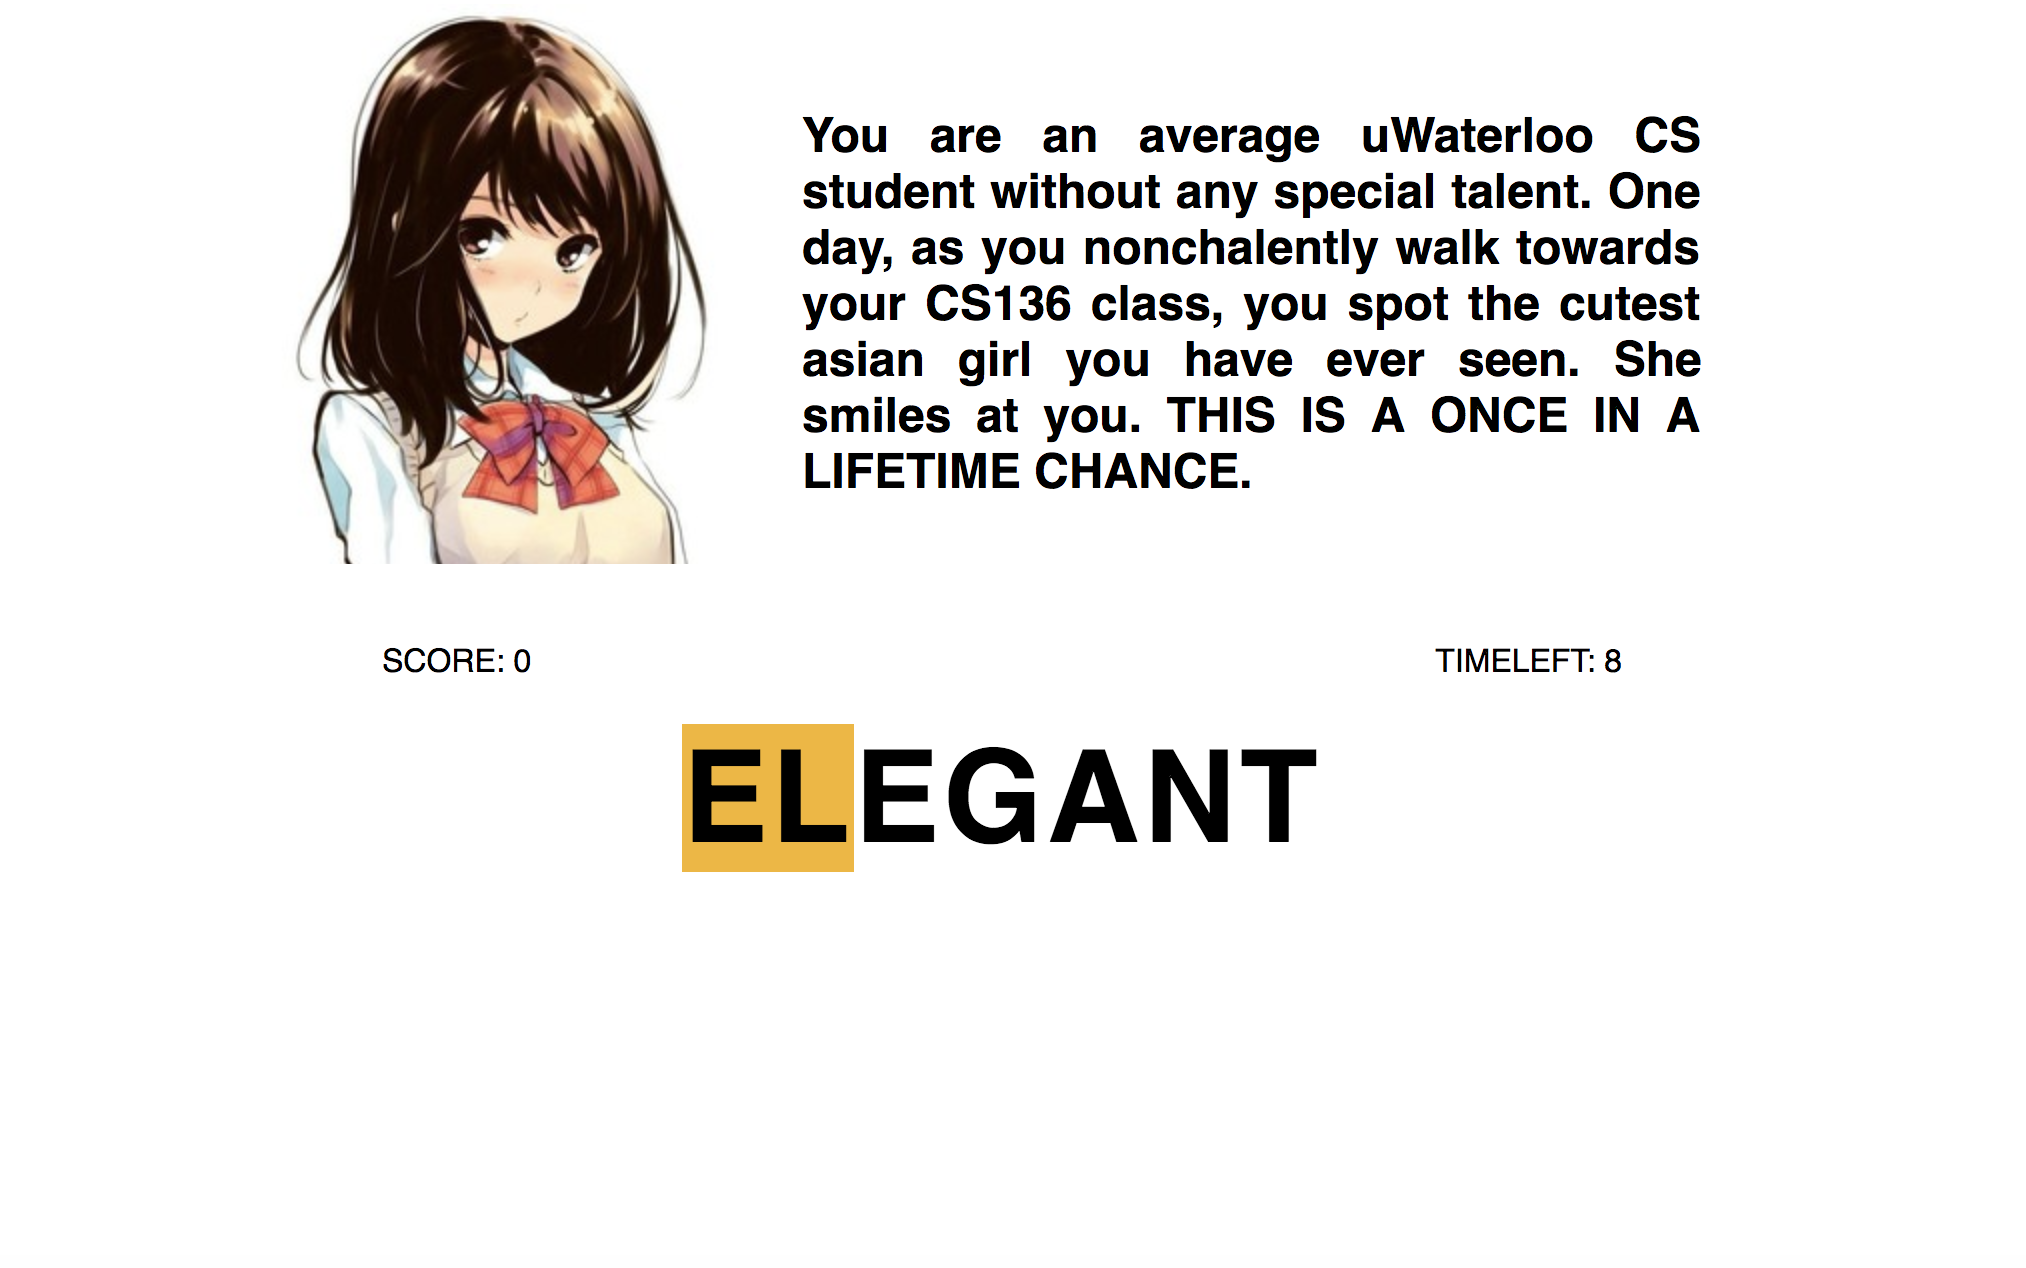 You are an average uWaterloo CS
student without any special talent. One
day, as you nonchalently walk towards
your CS136 class, you spot the cutest
asian girl you have ever seen. She
smiles at you. THIS IS A ONCE IN A
LIFETIME CHANCE.
SCORE: 0
TIMELEFT: 8
ELEGANT